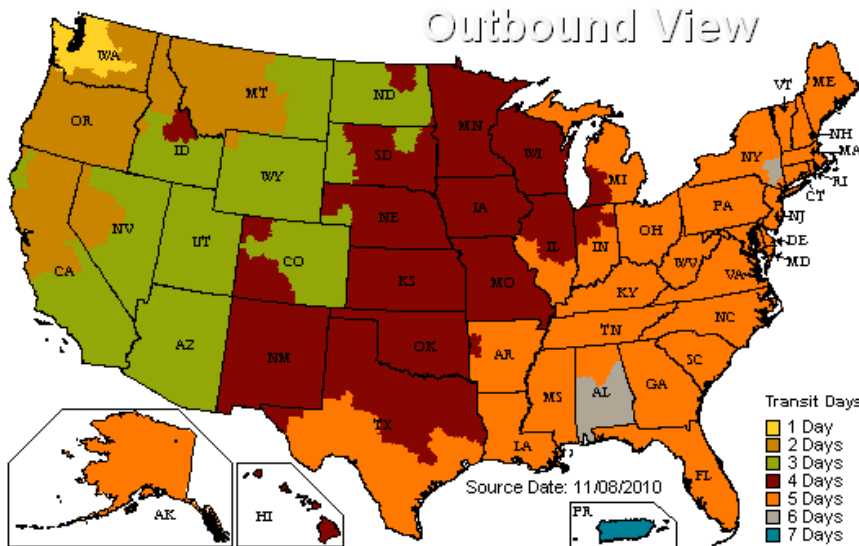 Outbound View
WA
OR
CA
NV
ID
MT
WY
UT
AZ
CO
NM
ND
SD
NE
KS
OK
TX
MN
IA
MO
AR
LA
WI
IL
MI
IN
OH
KY
TN
MS
AL
GA
FL
SC
NC
VA
WV
PA
NY
VT
ME
NH
MA
RI
CT
NJ
DE
MD
AK
HI
PR
Source Date: 11/08/2010
Transit Days
1 Day
2 Days
3 Days
4 Days
5 Days
6 Days
7 Days